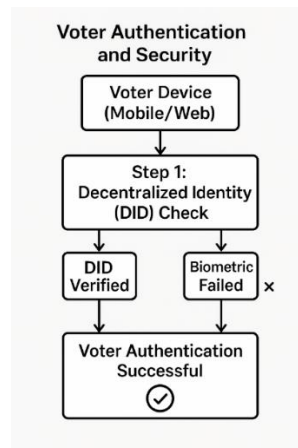 Voter Authentication
and Security
Voter Device
(Mobile/Web)
Step 1:
Decentralized Identity
(DID) Check
DID
Verified
Biometric
Failed
×
Voter Authentication
Successful